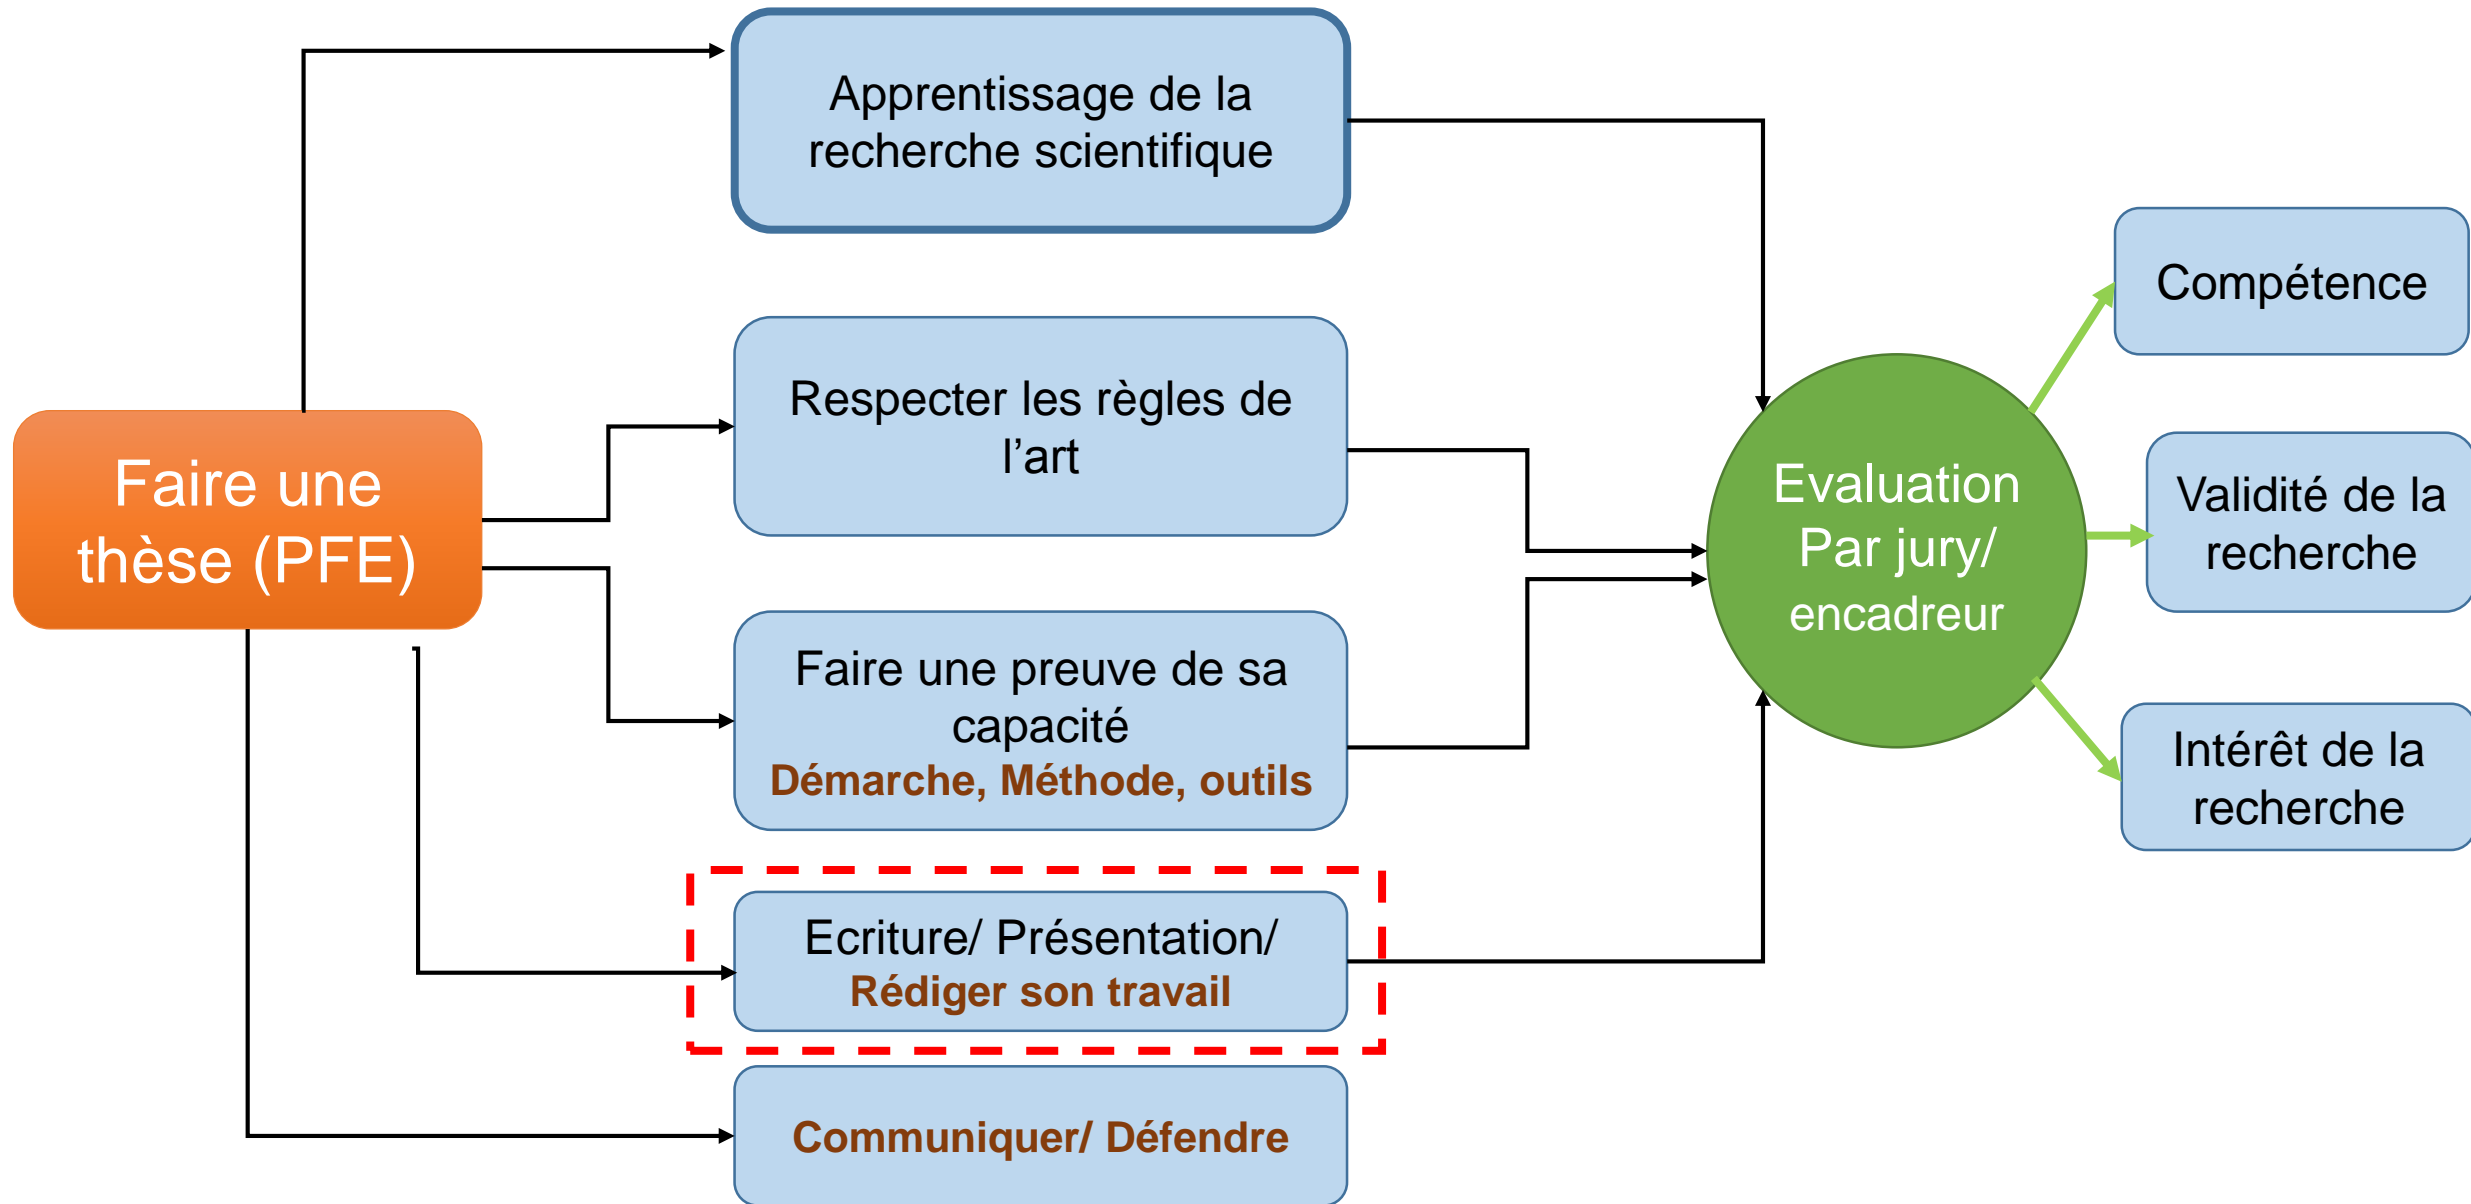 Apprentissage de la
recherche scientifique
Respecter les règles de
l’art
Faire une
thèse (PFE)
Faire une preuve de sa
capacité
Démarche, Méthode, outils
Ecriture/ Présentation/
Rédiger son travail
Communiquer/ Défendre
Evaluation
Par jury/
encadreur
Compétence
Validité de la
recherche
Intérêt de la
recherche